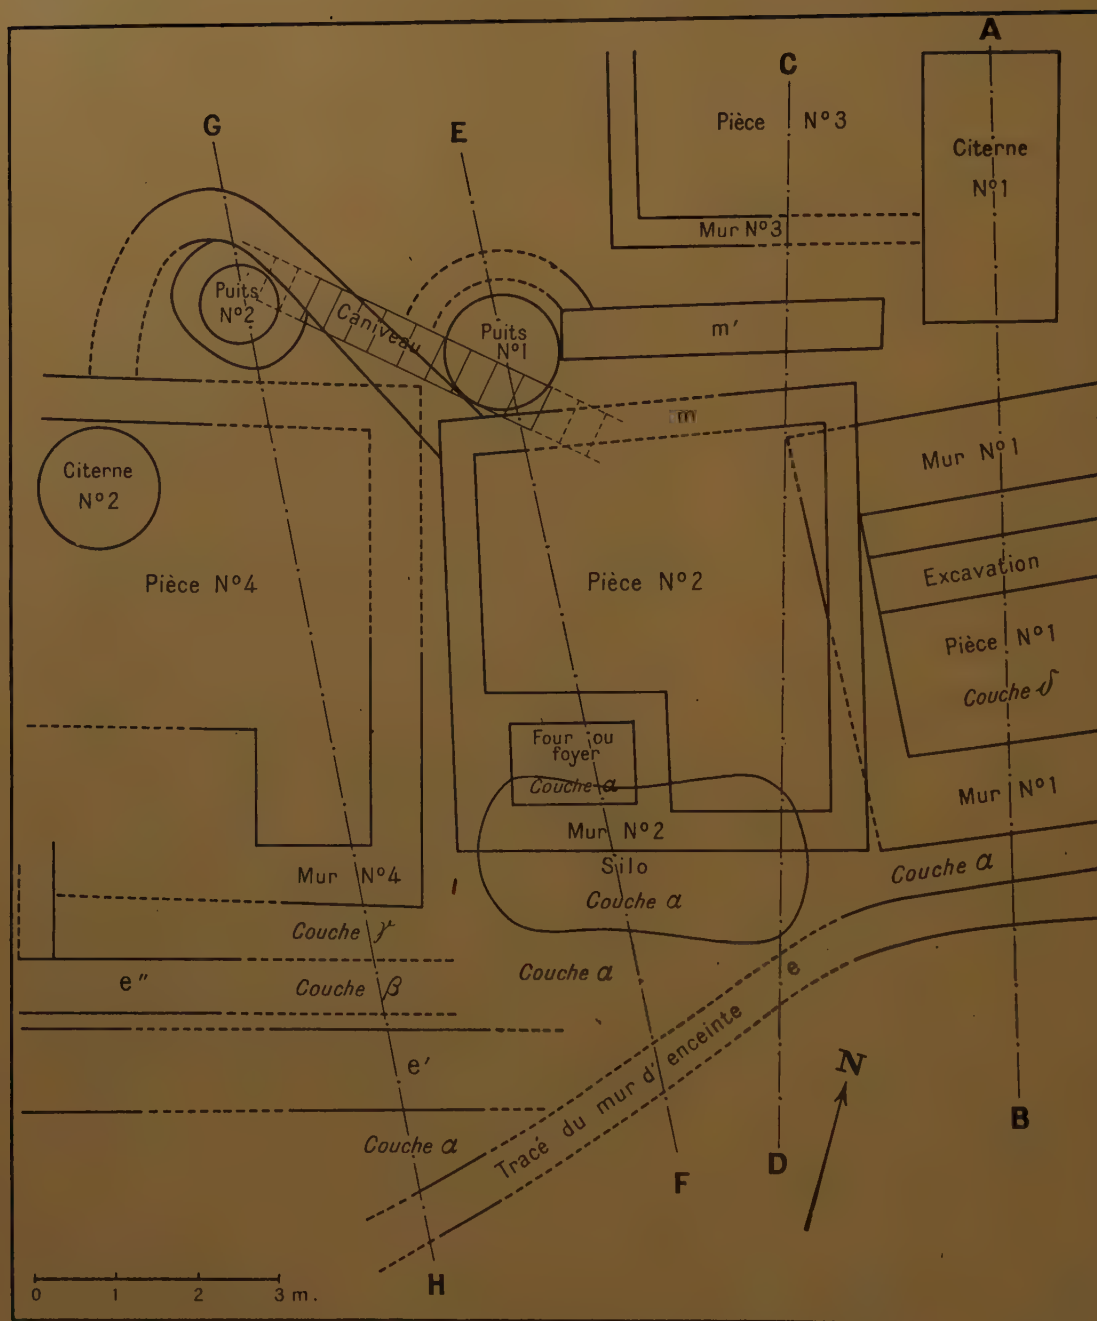 A
C
Pièce N°3
G
E
Citerne
N°1
Mur N°3
Puits
N°2
Caniveau
Puits
N°1
m'
m
Mur N°1
Citerne
N°2
Excavation
Pièce N°4
Pièce N°2
Pièce N°1
Couche δ
Four ou
foyer
Couche α
Mur N°1
Mur N°2
Silo
Mur N°4
Couche α
Couche α
Couche γ
e"
Couche β
Couche α
e
e'
Tracé du mur d'enceinte
N
Couche α
B
D
F
H
0 1 2 3 m.